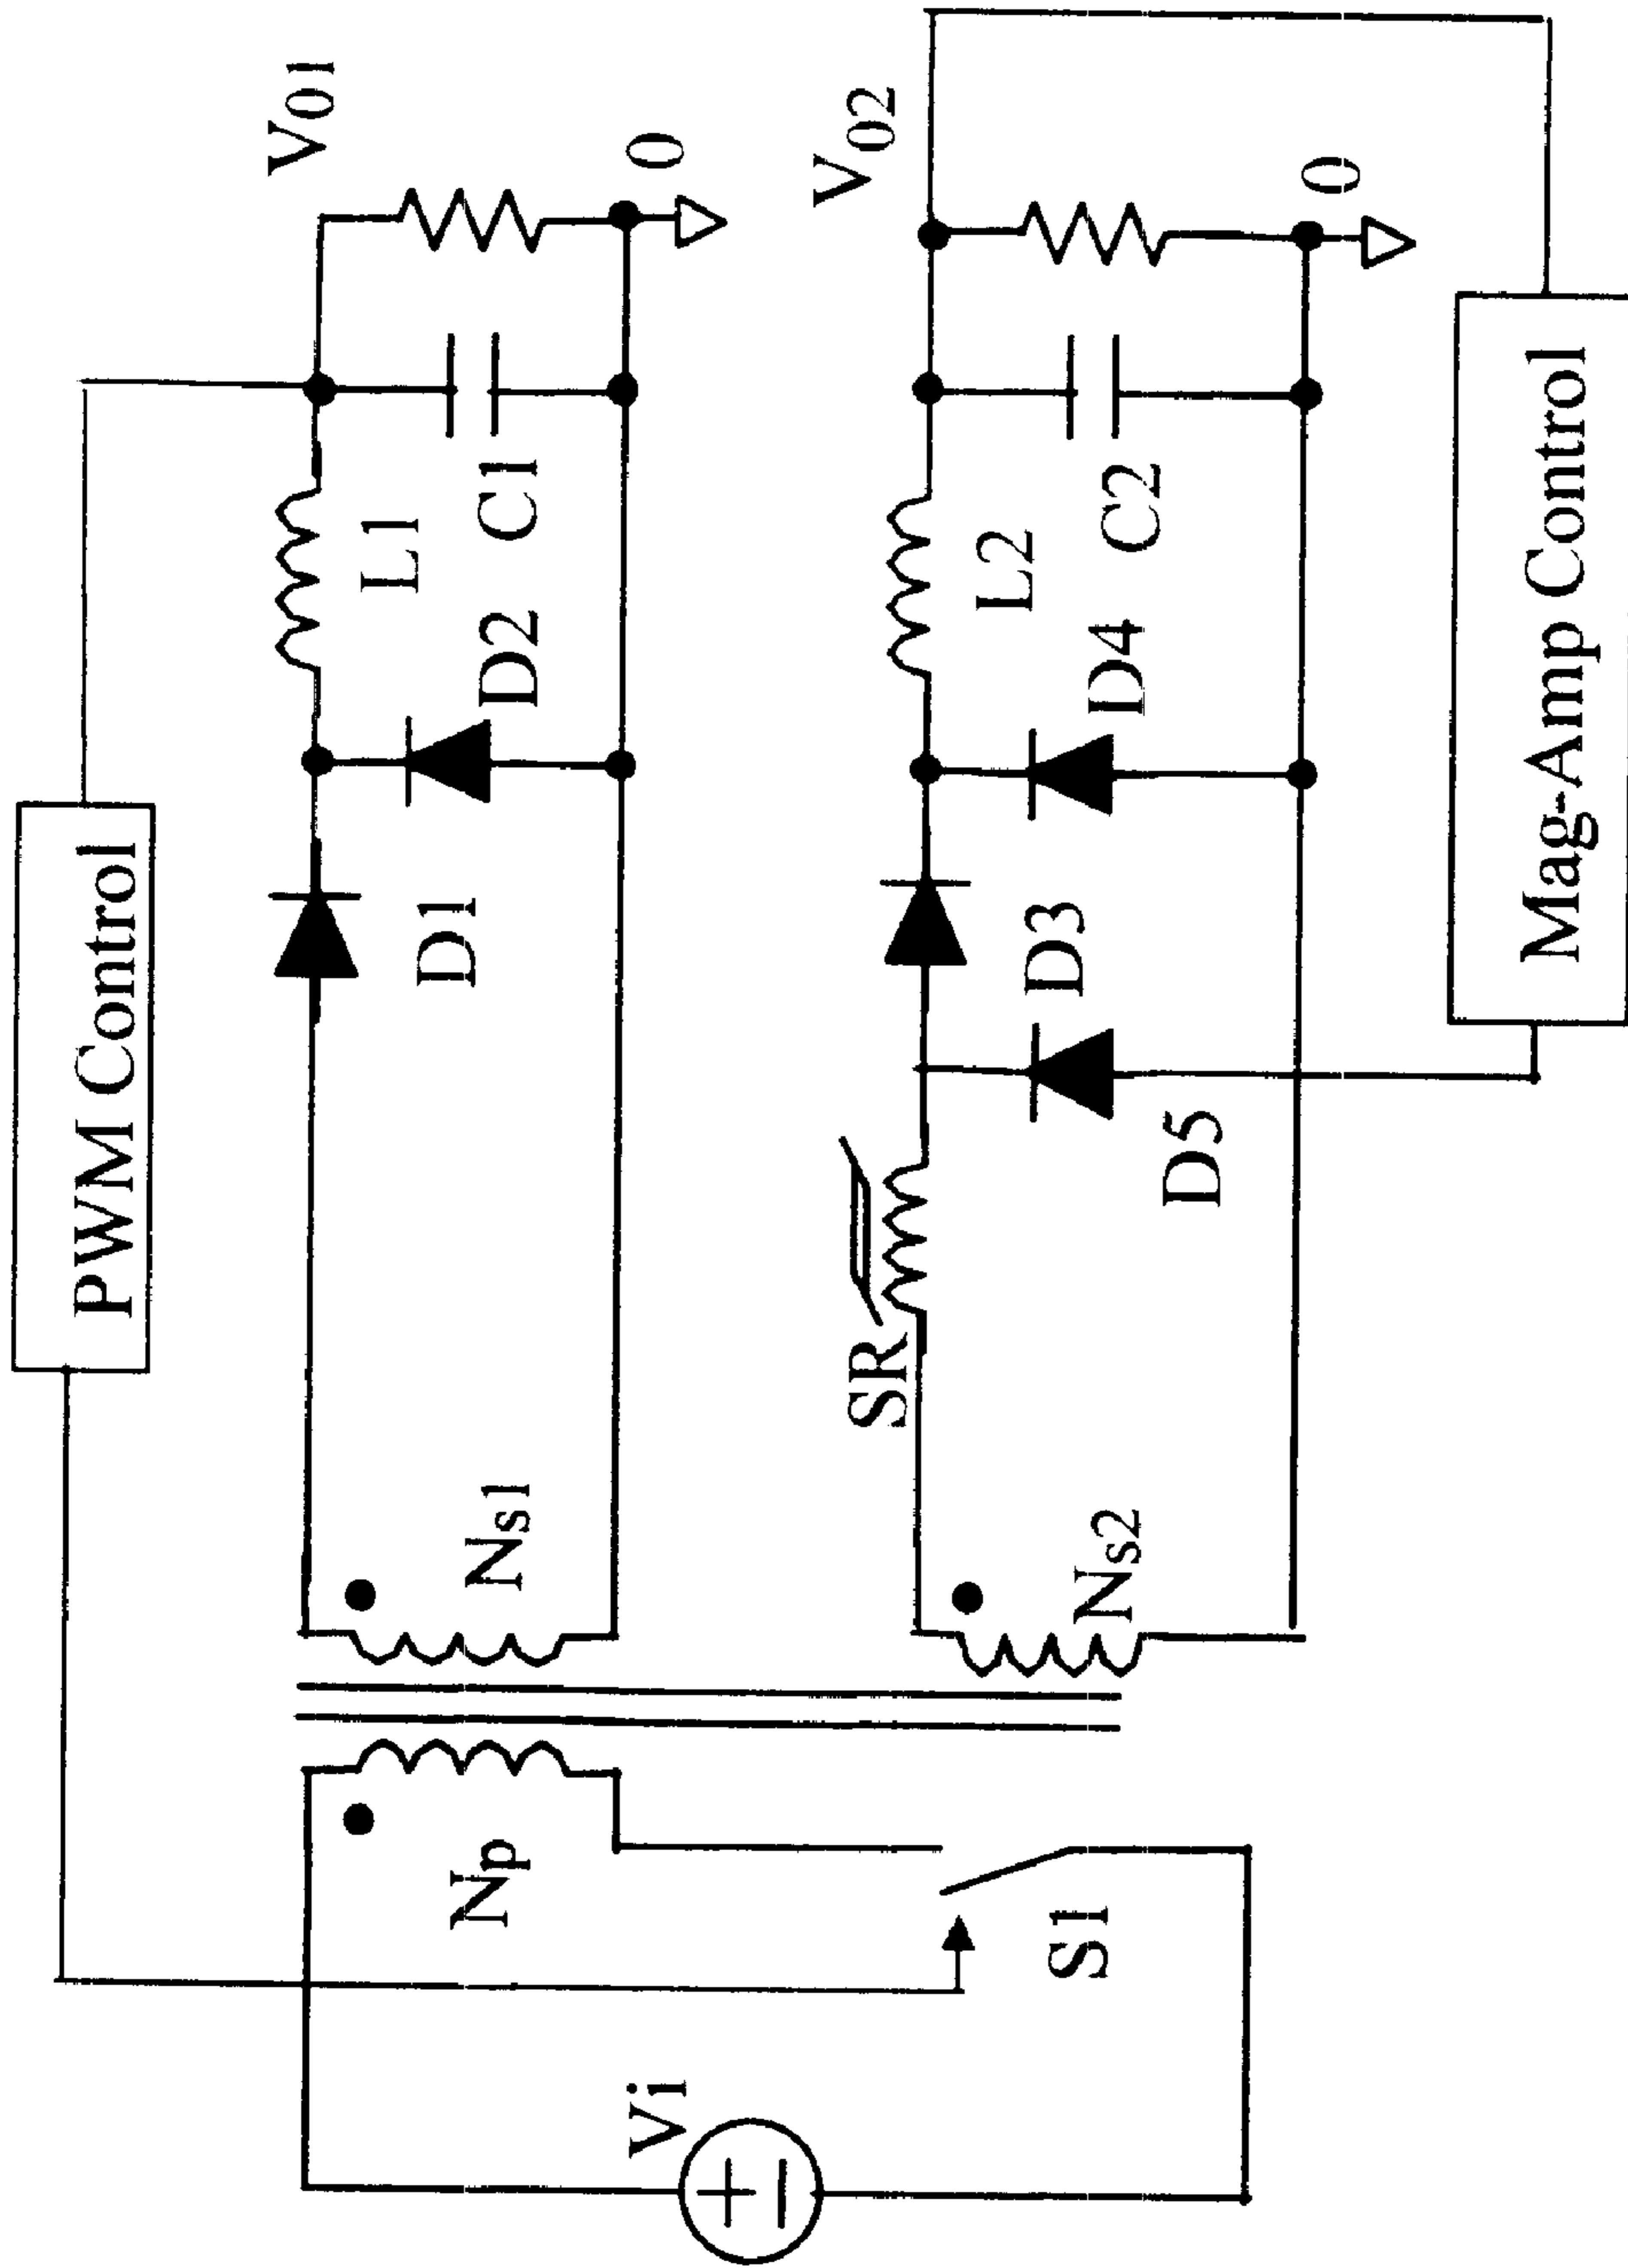 PWM Control
V01
L1
D1
D2
C1
0
Ns1
Np
Vi
S1
V02
SR
L2
D3
D4
C2
0
D5
Ns2
Mag-Amp Control